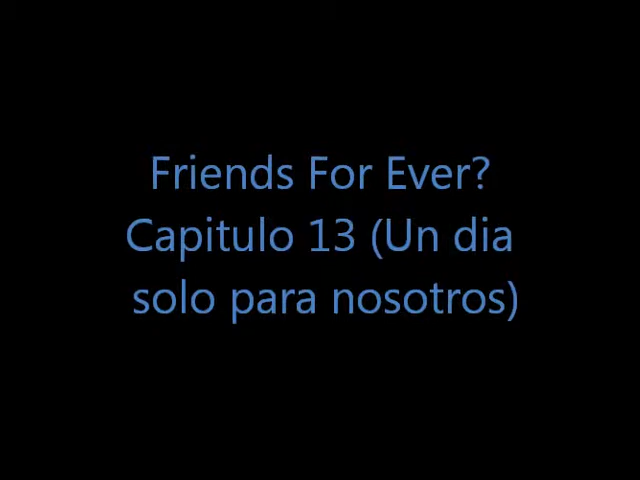 Friends For Ever?
Capitulo 13 (Un dia
solo para nosotros)